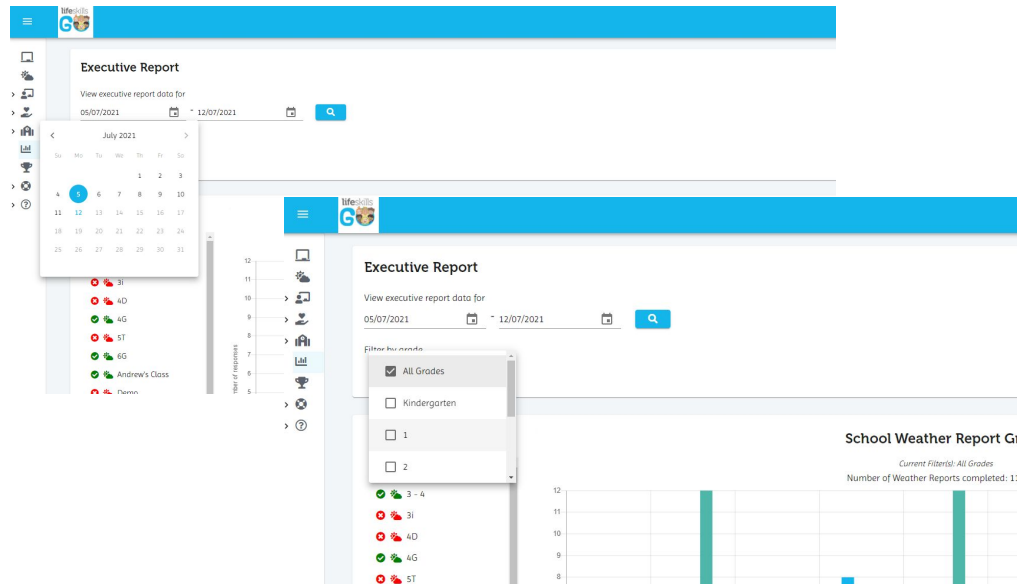 lifeskills
GO
Executive Report
View executive report data for
05/07/2021 - 12/07/2021
July 2021
Su Mo Tu We Th Fr Sa
1 2 3
4 5 6 7 8 9 10
11 12 13 14 15 16 17
18 19 20 21 22 23 24
25 26 27 28 29 30 31
3i
4D
4G
5T
6G
Andrew's Class
Demo
12
11
10
9
8
7
6
5
mber of responses
lifeskills
GO
Executive Report
View executive report data for
05/07/2021 - 12/07/2021
Filter by grade
All Grades
Kindergarten
1
2
3 - 4
3i
4D
4G
5T
School Weather Report G
Current Filter(s): All Grades
Number of Weather Reports completed: 1
12
11
10
9
8